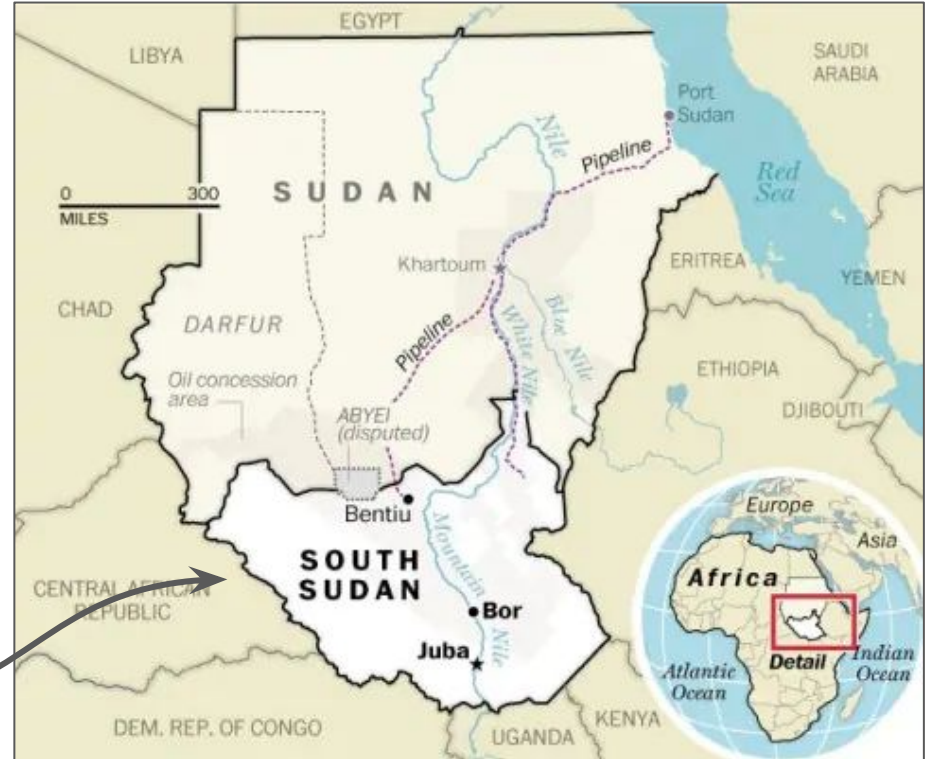 EGYPT
LIBYA
SAUDI
ARABIA
Port
Sudan
Nile
Pipeline
Red
Sea
SUDAN
0 300
MILES
Khartoum
ERITREA
YEMEN
CHAD
DARFUR
Pipeline
White Nile
Blue Nile
ETHIOPIA
Oil concession
area
ABYEI
(disputed)
DJIBOUTI
Bentiu
Mountain Nile
SOUTH
SUDAN
CENTRAL AFRICAN
REPUBLIC
Bor
Juba
DEM. REP. OF CONGO
UGANDA
KENYA
Europe
Asia
Africa
Detail
Atlantic
Ocean
Indian
Ocean